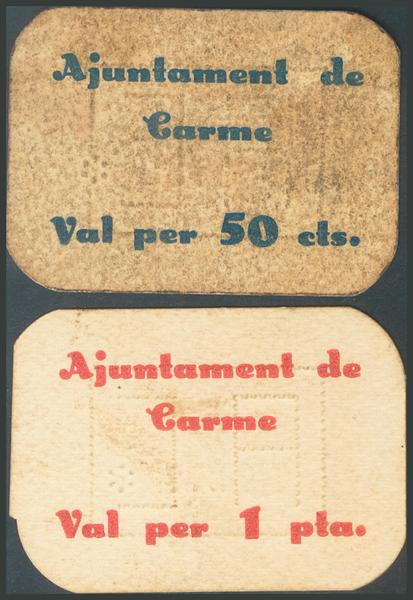 Ajuntament de
Carme
Val per 50 cts.
Ajuntament de
Carme
Val per 1 pta.